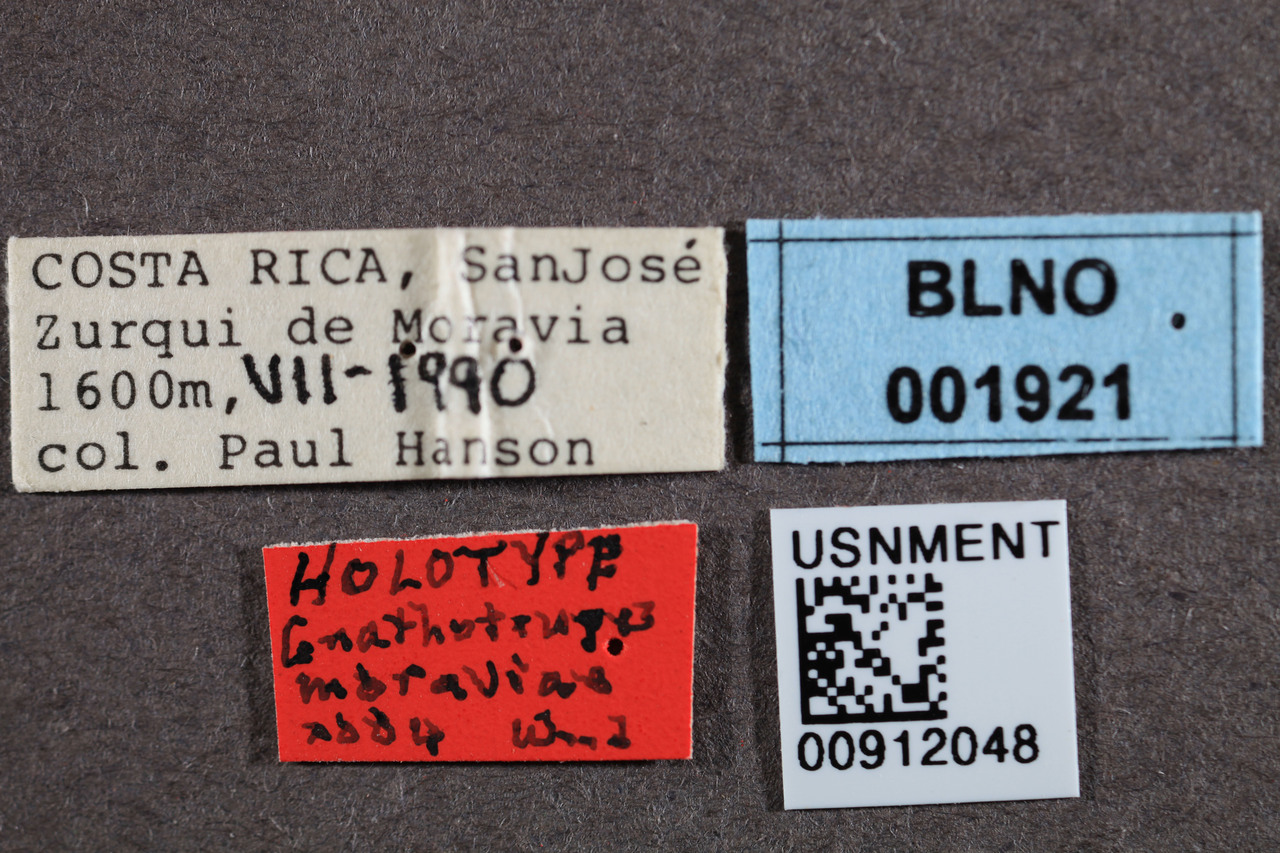 COSTA RICA, SanJosé
Zurqui de Moravia
1600m, VII-1990
col. Paul Hanson
BLNO
001921
HOLOTYPE
Gnathotrupes
moraviae
USNMENT
00912048